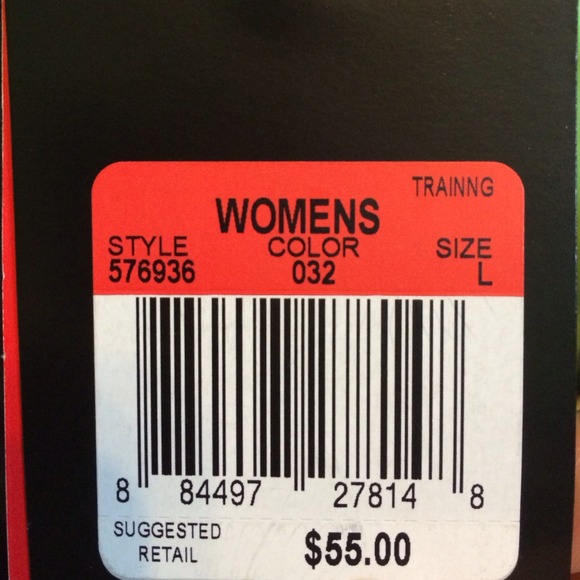 TRAINNG
WOMENS
STYLE COLOR SIZE
576936 032 L
8 84497 27814 8
SUGGESTED
RETAIL $55.00